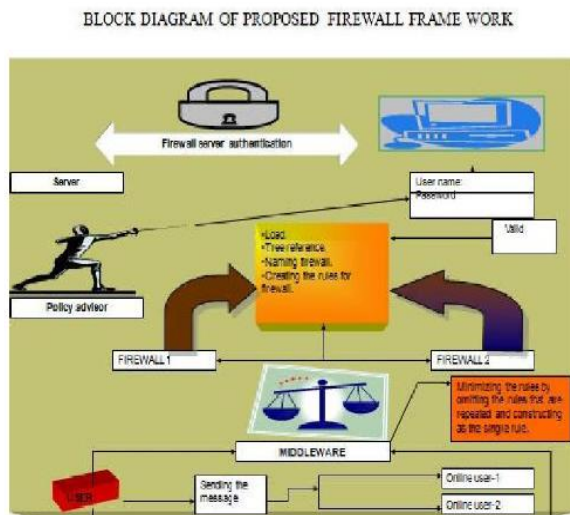 BLOCK DIAGRAM OF PROPOSED FIREWALL FRAME WORK
Firewall server authentication
Server
User name:
Password
Valid
•Load.
•Tree reference.
•Naming firewall.
•Creating the rules for
firewall.
Policy advisor
FIREWALL 1
FIREWALL 2
Minimizing the rules by
omitting the rules that are
repeated and constructing
as the single rule.
MIDDLEWARE
USER
Sending the
message
Online user-1
Online user-2